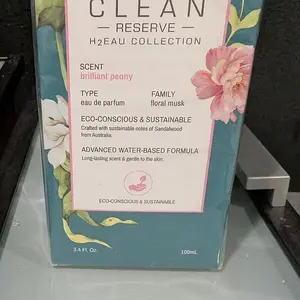 CLEAN
RESERVE
H2EAU COLLECTION
SCENT
brilliant peony
TYPE
eau de parfum
FAMILY
floral musk
ECO-CONSCIOUS & SUSTAINABLE
Crafted with sustainable notes of Sandalwood
from Australia.
ADVANCED WATER-BASED FORMULA
Long-lasting scent & gentle to the skin.
ECO-CONSCIOUS & SUSTAINABLE
3.4 Fl. Oz.
100mL